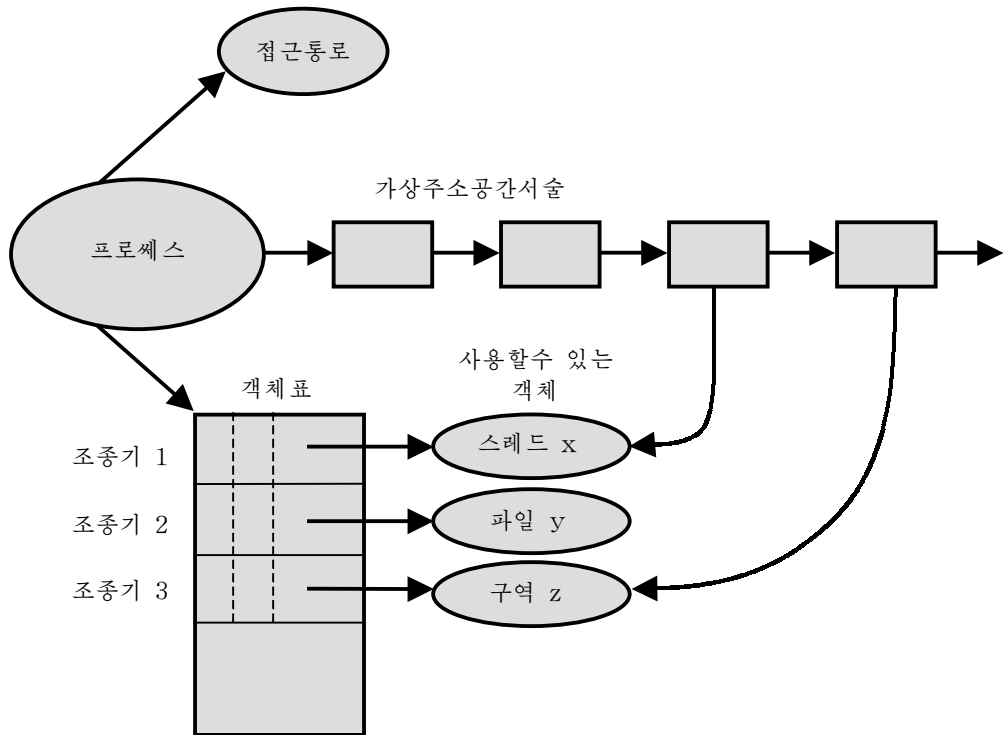 접근통로
가상주소공간서술
프로쎄스
사용할수 있는
객체
객체표
조종기 1
스레드 x
조종기 2
파일 y
조종기 3
구역 z